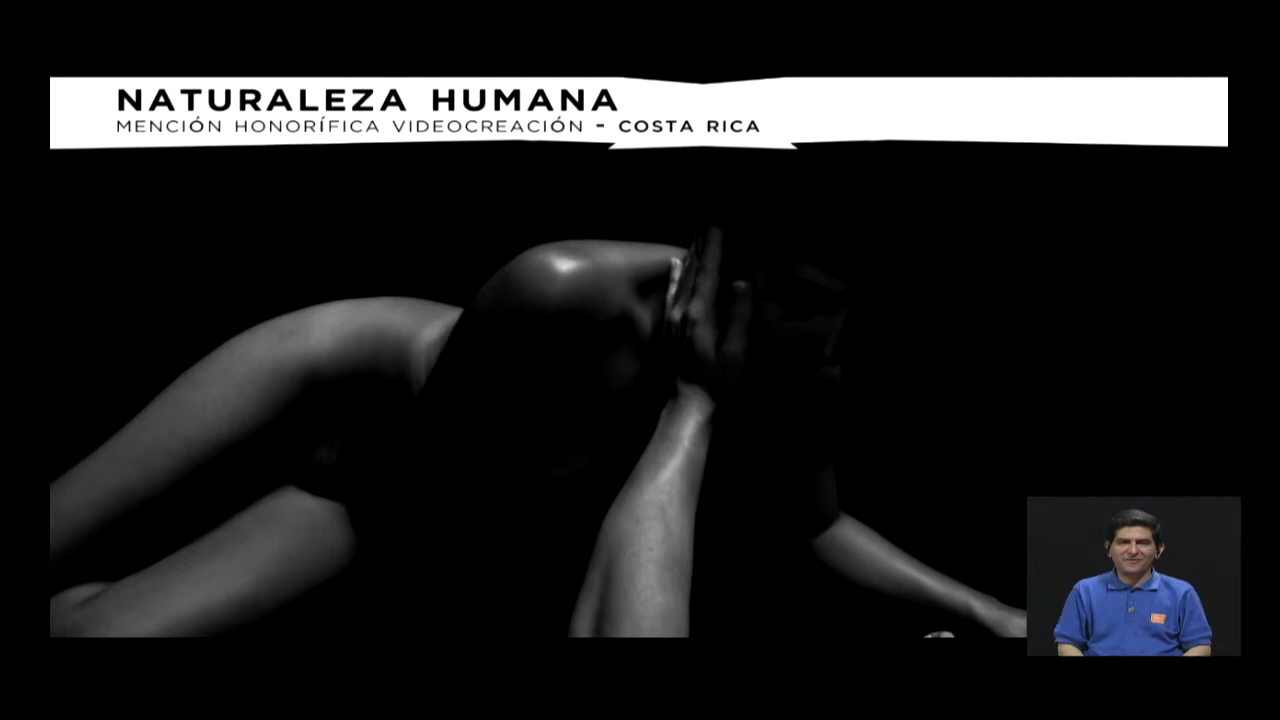 NATURALEZA HUMANA
MENCIÓN HONORÍFICA VIDEOCREACIÓN - COSTA RICA